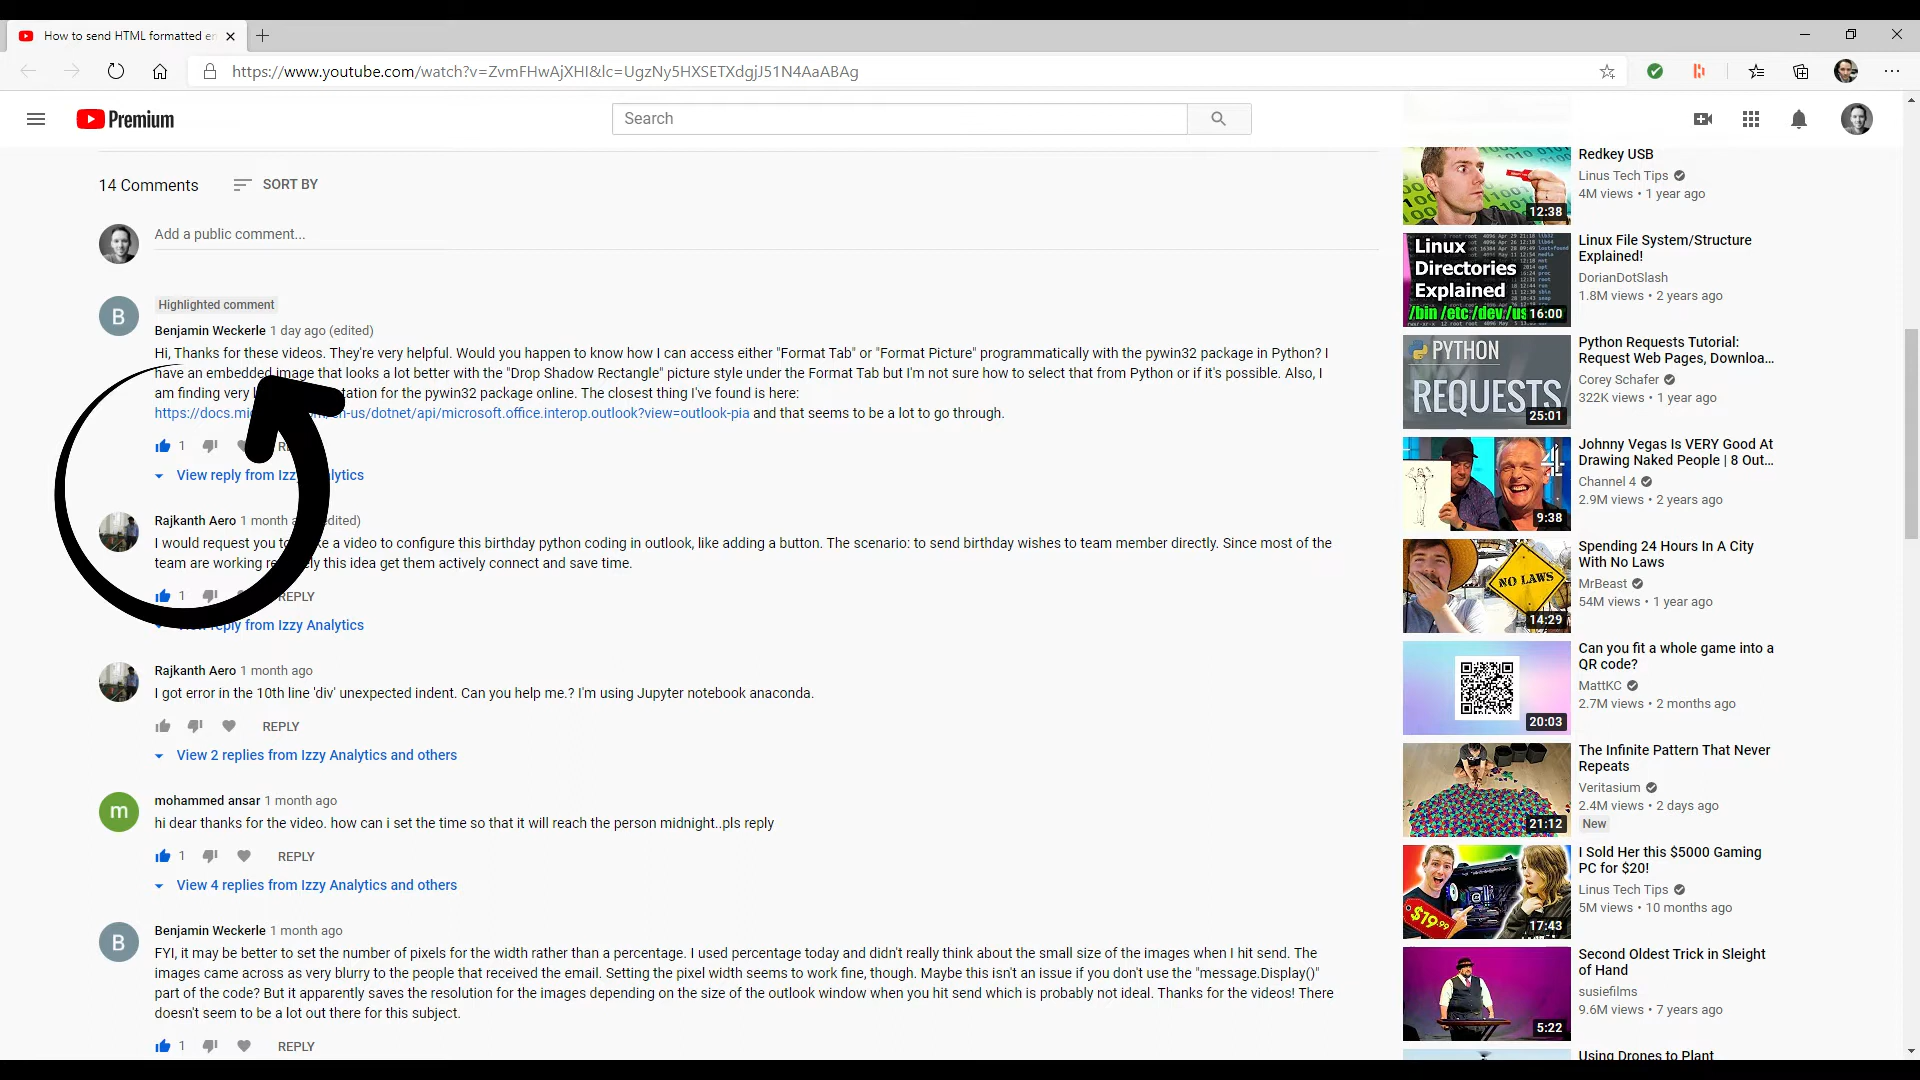 How to send HTML formatted em
https://www.youtube.com/watch?v=ZvmFHwAjXHI&lc=UgzNy5HXSETXdgjJ51N4AaABAg
Premium
Search
14 Comments
SORT BY
Add a public comment...
Highlighted comment
Benjamin Weckerle 1 day ago (edited)
Hi, Thanks for these videos. They're very helpful. Would you happen to know how I can access either "Format Tab" or "Format Picture" programmatically with the pywin32 package in Python? I
have an embedded image that looks a lot better with the "Drop Shadow Rectangle" picture style under the Format Tab but I'm not sure how to select that from Python or if it's possible. Also, I
am finding very tation for the pywin32 package online. The closest thing I've found is here:
https://docs.mi n-us/dotnet/api/microsoft.office.interop.outlook?view=outlook-pia and that seems to be a lot to go through.
1
View reply from Izzy Analytics
Rajkanth Aero 1 month edited)
I would request you to ke a video to configure this birthday python coding in outlook, like adding a button. The scenario: to send birthday wishes to team member directly. Since most of the
team are working re ly this idea get them actively connect and save time.
1 REPLY
reply from Izzy Analytics
Rajkanth Aero 1 month ago
I got error in the 10th line 'div' unexpected indent. Can you help me.? I'm using Jupyter notebook anaconda.
REPLY
View 2 replies from Izzy Analytics and others
m
mohammed ansar 1 month ago
hi dear thanks for the video. how can i set the time so that it will reach the person midnight..pls reply
1 REPLY
View 4 replies from Izzy Analytics and others
B
Benjamin Weckerle 1 month ago
FYI, it may be better to set the number of pixels for the width rather than a percentage. I used percentage today and didn't really think about the small size of the images when I hit send. The
images came across as very blurry to the people that received the email. Setting the pixel width seems to work fine, though. Maybe this isn't an issue if you don't use the "message.Display()"
part of the code? But it apparently saves the resolution for the images depending on the size of the outlook window when you hit send which is probably not ideal. Thanks for the videos! There
doesn't seem to be a lot out there for this subject.
1 REPLY
Redkey USB
Linus Tech Tips
4M views • 1 year ago
12:38
Linux
Directories
Explained
/bin /etc /dev /us
16:00
Linux File System/Structure
Explained!
DorianDotSlash
1.8M views • 2 years ago
PYTHON
REQUESTS
25:01
Python Requests Tutorial:
Request Web Pages, Downloa...
Corey Schafer
322K views • 1 year ago
4
9:38
Johnny Vegas Is VERY Good At
Drawing Naked People | 8 Out...
Channel 4
2.9M views • 2 years ago
NO LAWS
14:29
Spending 24 Hours In A City
With No Laws
MrBeast
54M views • 1 year ago
20:03
Can you fit a whole game into a
QR code?
MattKC
2.7M views • 2 months ago
21:12
The Infinite Pattern That Never
Repeats
Veritasium
2.4M views • 2 days ago
New
$19.99
17:43
I Sold Her this $5000 Gaming
PC for $20!
Linus Tech Tips
5M views • 10 months ago
5:22
Second Oldest Trick in Sleight
of Hand
susiefilms
9.6M views • 7 years ago
Using Drones to Plant